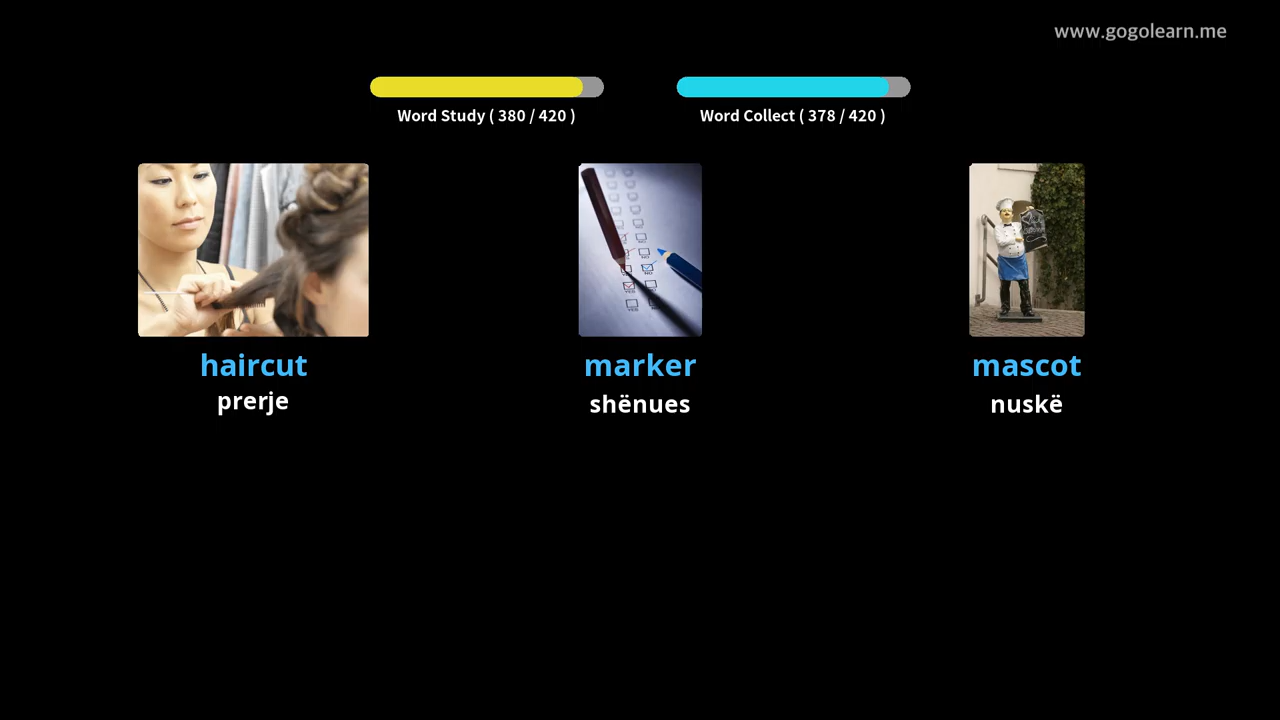 www.gogolearn.me
Word Study ( 380 / 420 )
Word Collect ( 378 / 420 )
haircut
marker
mascot
prerje
shënues
nuskë